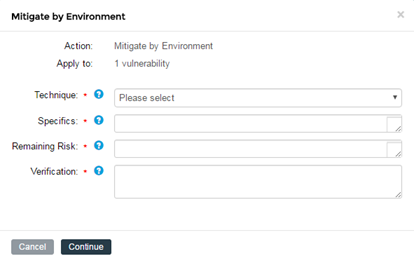 Mitigate by Environment ×
Action: Mitigate by Environment
Apply to: 1 vulnerability
Technique: * ? Please select
Specifics: * ?
Remaining Risk: * ?
Verification: * ?
Cancel Continue